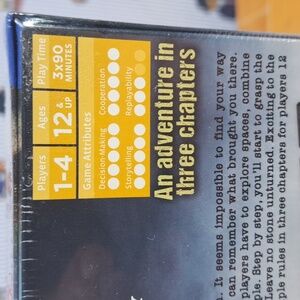 Players
1-4
Ages
12 & UP
Play Time
3x90 MINUTES
Game Attributes
Decision-Making
Cooperation
Storytelling
Replayability
An adventure in
three chapters
. It seems impossible to find your way
can remember what brought you there.
players have to explore spaces, combine
ple. Step by step, you'll start to grasp the
Leave no stone unturned. Exciting to the
ple rules in three chapters for players 12